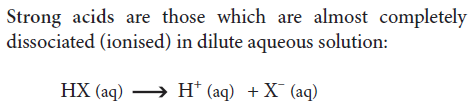 Strong acids are those which are almost completely
dissociated (ionised) in dilute aqueous solution:
HX (aq) ⟶ H⁺ (aq) + X⁻ (aq)